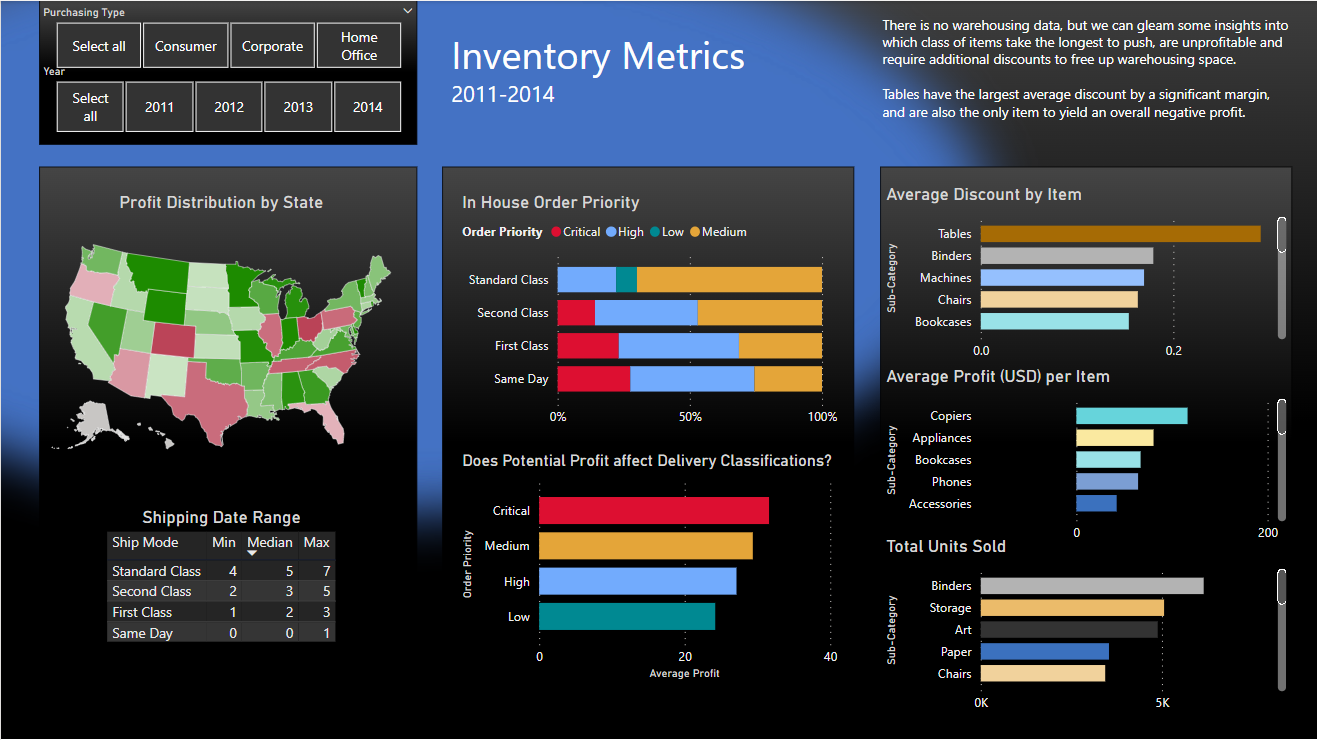 Purchasing Type
Select all
Consumer
Corporate
Home
Office
Year
Select
all
2011
2012
2013
2014
Inventory Metrics
2011-2014
There is no warehousing data, but we can gleam some insights into
which class of items take the longest to push, are unprofitable and
require additional discounts to free up warehousing space.
Tables have the largest average discount by a significant margin,
and are also the only item to yield an overall negative profit.
Profit Distribution by State
Shipping Date Range
Ship Mode Min Median Max
Standard Class 4 5 7
Second Class 2 3 5
First Class 1 2 3
Same Day 0 0 1
In House Order Priority
Order Priority Critical High Low Medium
Standard Class
Second Class
First Class
Same Day
0% 50% 100%
Does Potential Profit affect Delivery Classifications?
Order Priority
Critical
Medium
High
Low
0 20 40
Average Profit
Average Discount by Item
Sub-Category
Tables
Binders
Machines
Chairs
Bookcases
0.0 0.2
Average Profit (USD) per Item
Sub-Category
Copiers
Appliances
Bookcases
Phones
Accessories
0 200
Total Units Sold
Sub-Category
Binders
Storage
Art
Paper
Chairs
0K 5K